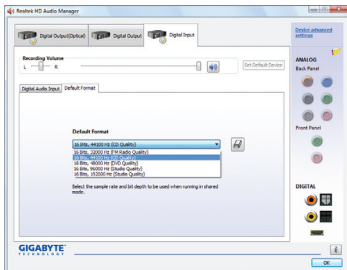 Realtek HD Audio Manager
Digital Output(Optical)
Digital Output
Digital Input
Device advanced
settings
Recording Volume
L
R
Set Default Device
ANALOG
Back Panel
Digital Audio Input
Default Format
Default Format
16 Bits, 44100 Hz (CD Quality)
16 Bits, 32000 Hz (FM Radio Quality)
16 Bits, 44100 Hz (CD Quality)
16 Bits, 48000 Hz (DVD Quality)
16 Bits, 96000 Hz (Studio Quality)
16 Bits, 192000 Hz (Studio Quality)
Select the sample rate and bit depth to be used when running in shared
mode.
Front Panel
DIGITAL
GIGABYTE
TECHNOLOGY
i
OK